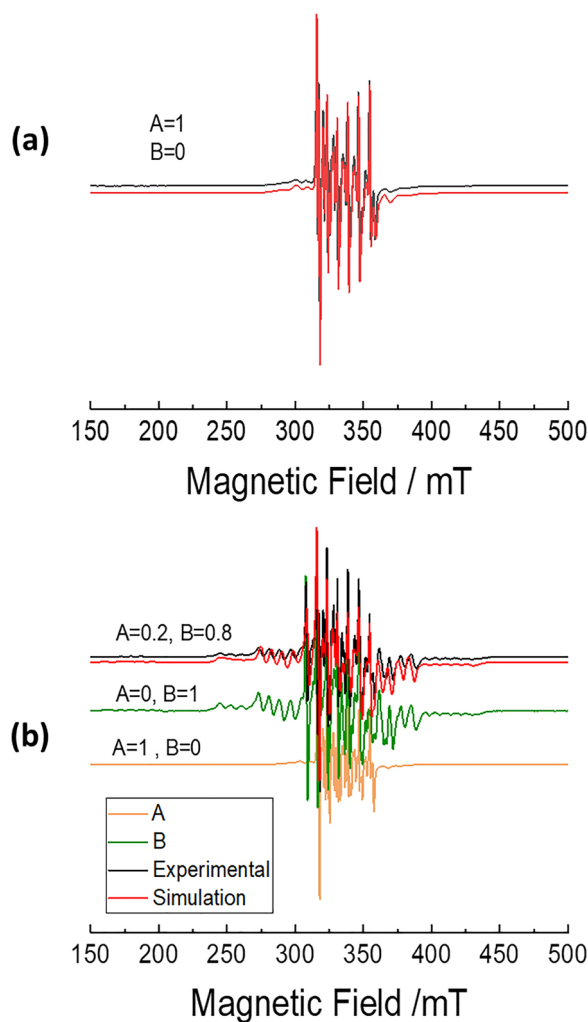 (a)
A=1
B=0
150 200 250 300 350 400 450 500
Magnetic Field / mT
(b)
A=0.2, B=0.8
A=0, B=1
A=1 , B=0
A
B
Experimental
Simulation
150 200 250 300 350 400 450 500
Magnetic Field /mT